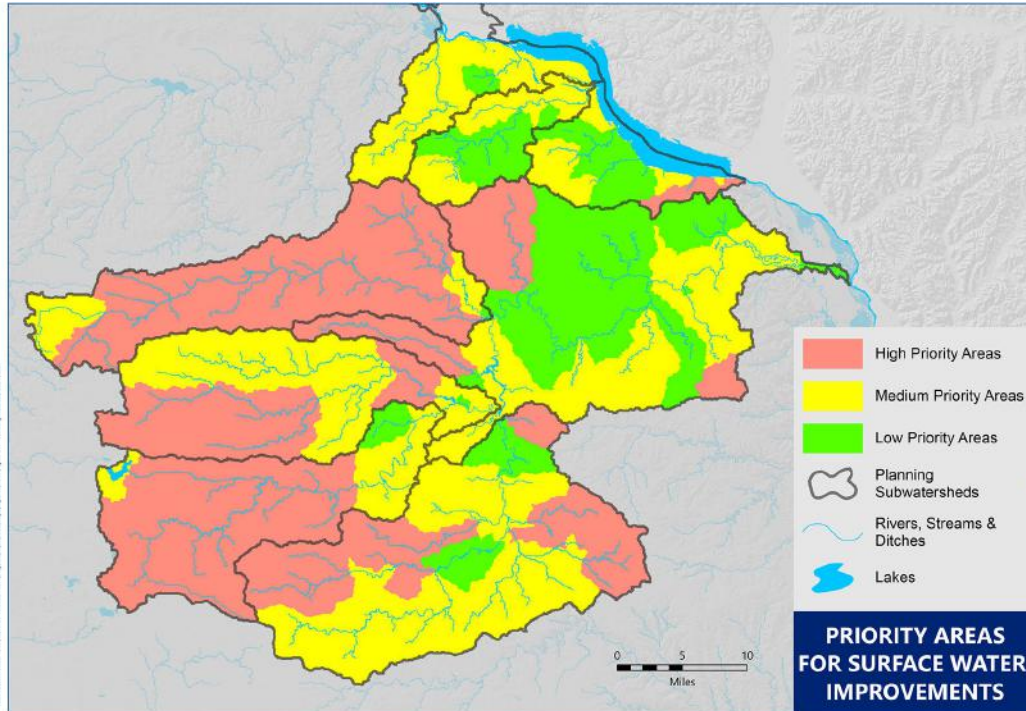 High Priority Areas
Medium Priority Areas
Low Priority Areas
Planning
Subwatersheds
Rivers, Streams &
Ditches
Lakes
0 5 10
Miles
PRIORITY AREAS
FOR SURFACE WATER
IMPROVEMENTS